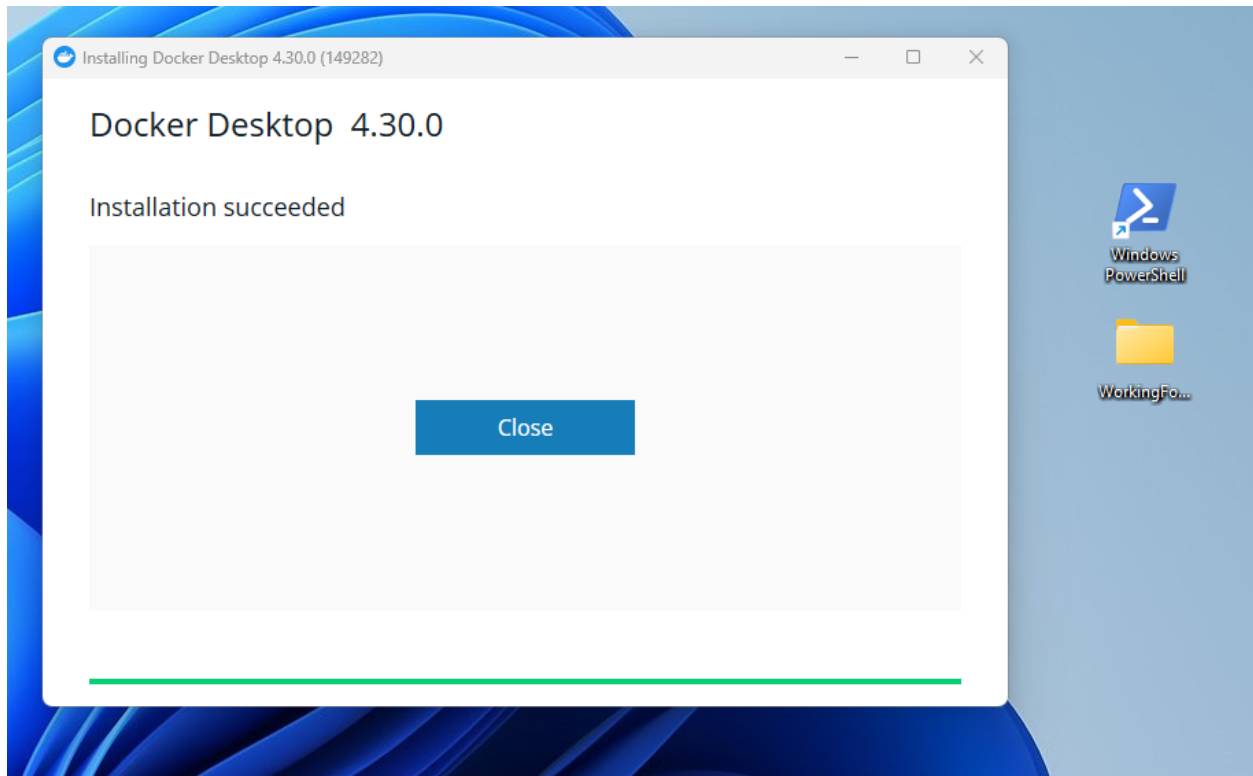 Installing Docker Desktop 4.30.0 (149282)
Docker Desktop 4.30.0
Installation succeeded
Close
Windows
PowerShell
WorkingFo...